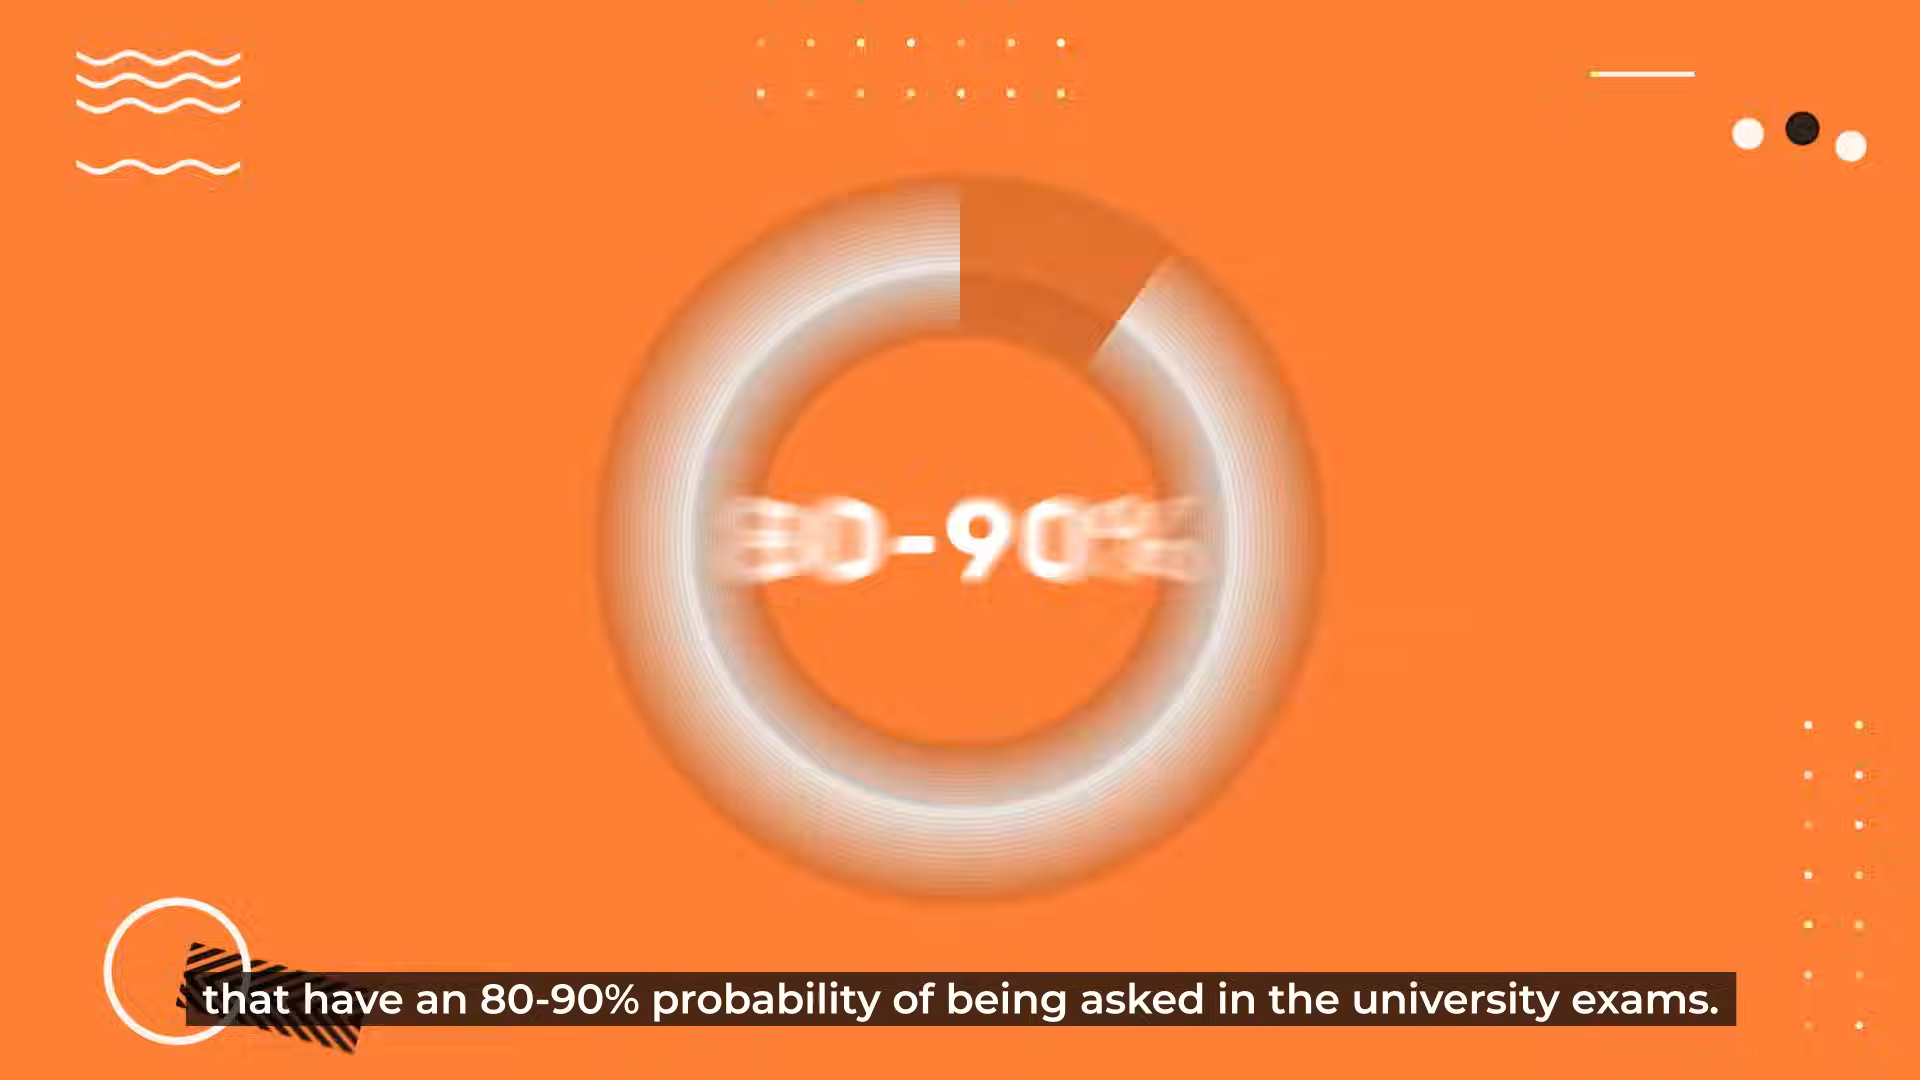 80-90%
that have an 80-90% probability of being asked in the university exams.